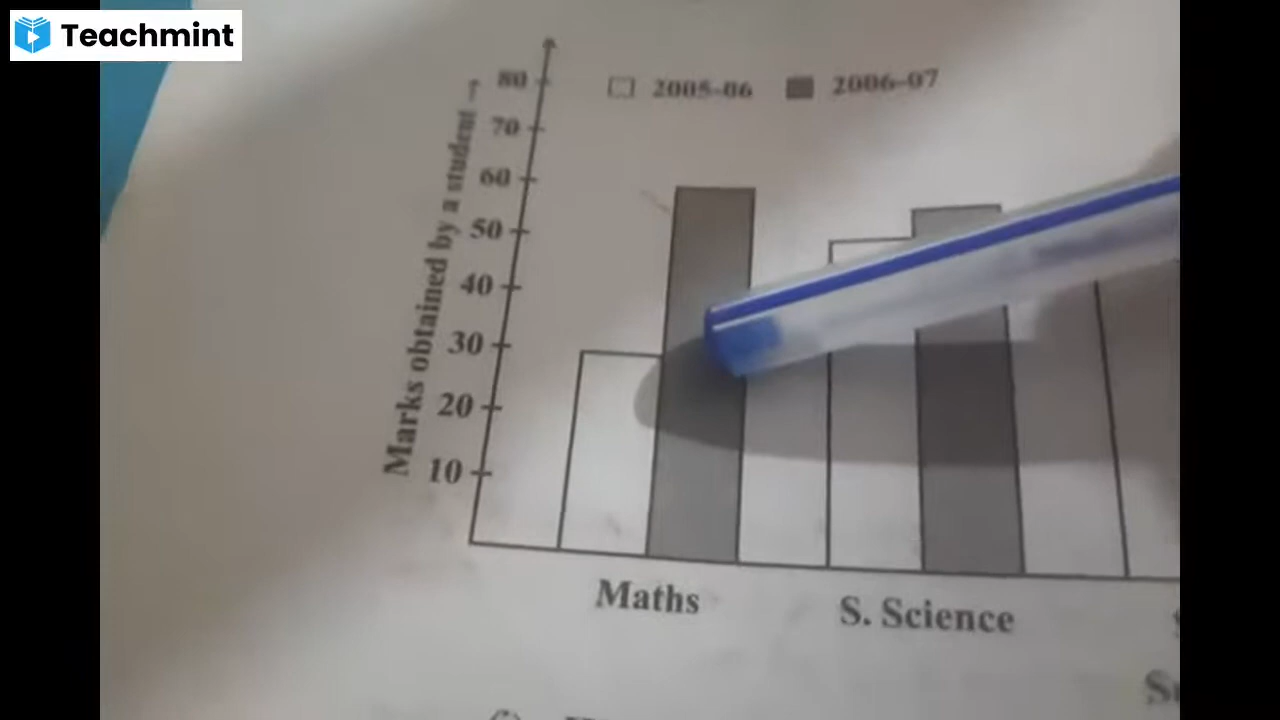 Teachmint
Marks obtained by a student →
80
70
60
50
40
30
20
10
2005-06
2006-07
Maths
S. Science
(i)